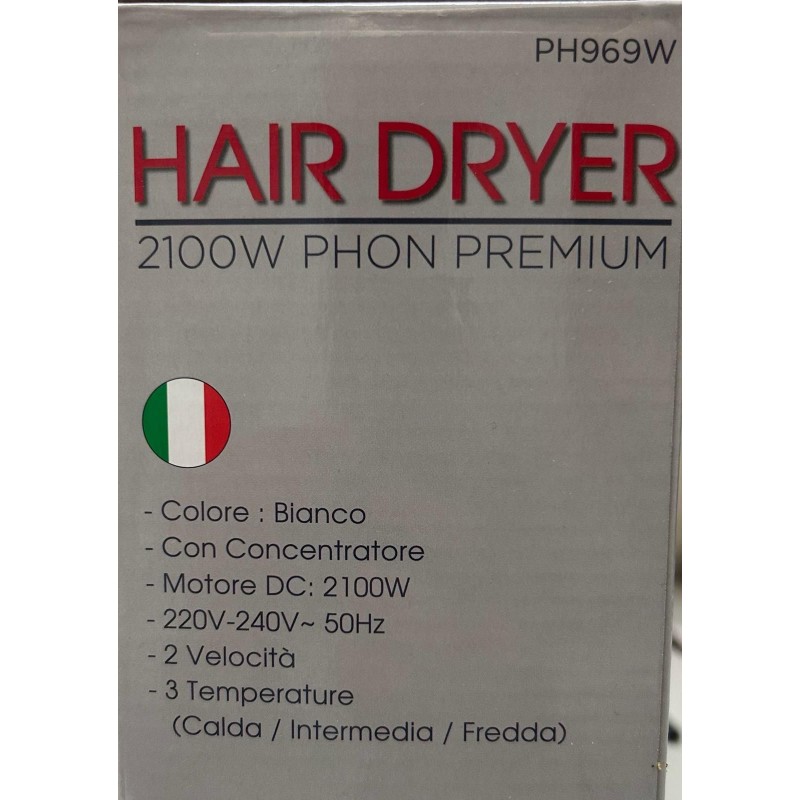 PH969W
HAIR DRYER
2100W PHON PREMIUM
- Colore : Bianco
- Con Concentratore
- Motore DC: 2100W
- 220V-240V~ 50Hz
- 2 Velocità
- 3 Temperature
(Calda / Intermedia / Fredda)